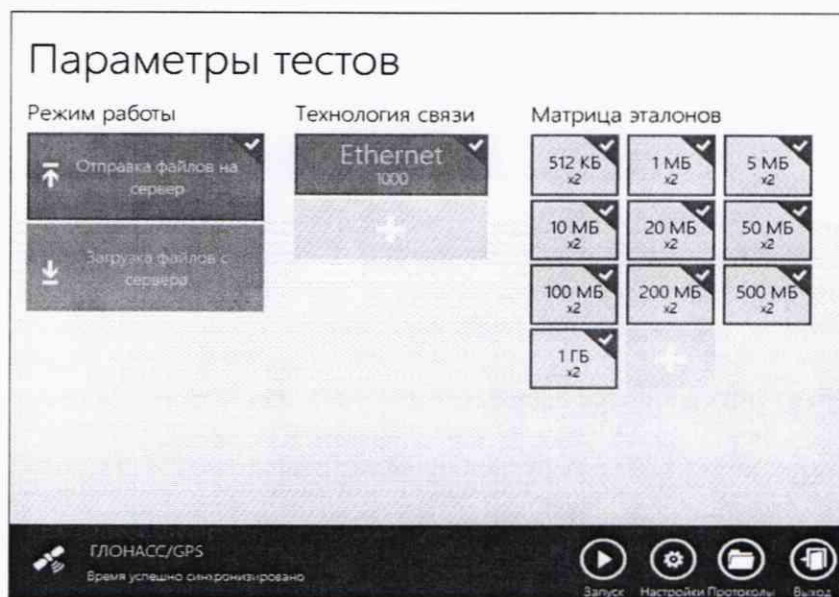 Параметры тестов
Режим работы
Отправка файлов на
сервер
Загрузка файлов с
сервера
Технология связи
Ethernet
1000
Матрица эталонов
512 КБ
x2
1 МБ
x2
5 МБ
x2
10 МБ
x2
20 МБ
x2
50 МБ
x2
100 МБ
x2
200 МБ
x2
500 МБ
x2
1 ГБ
x2
ГЛОНАСС/GPS
Время успешно синхронизировано
Запуск
Настройки
Протоколы
Выход